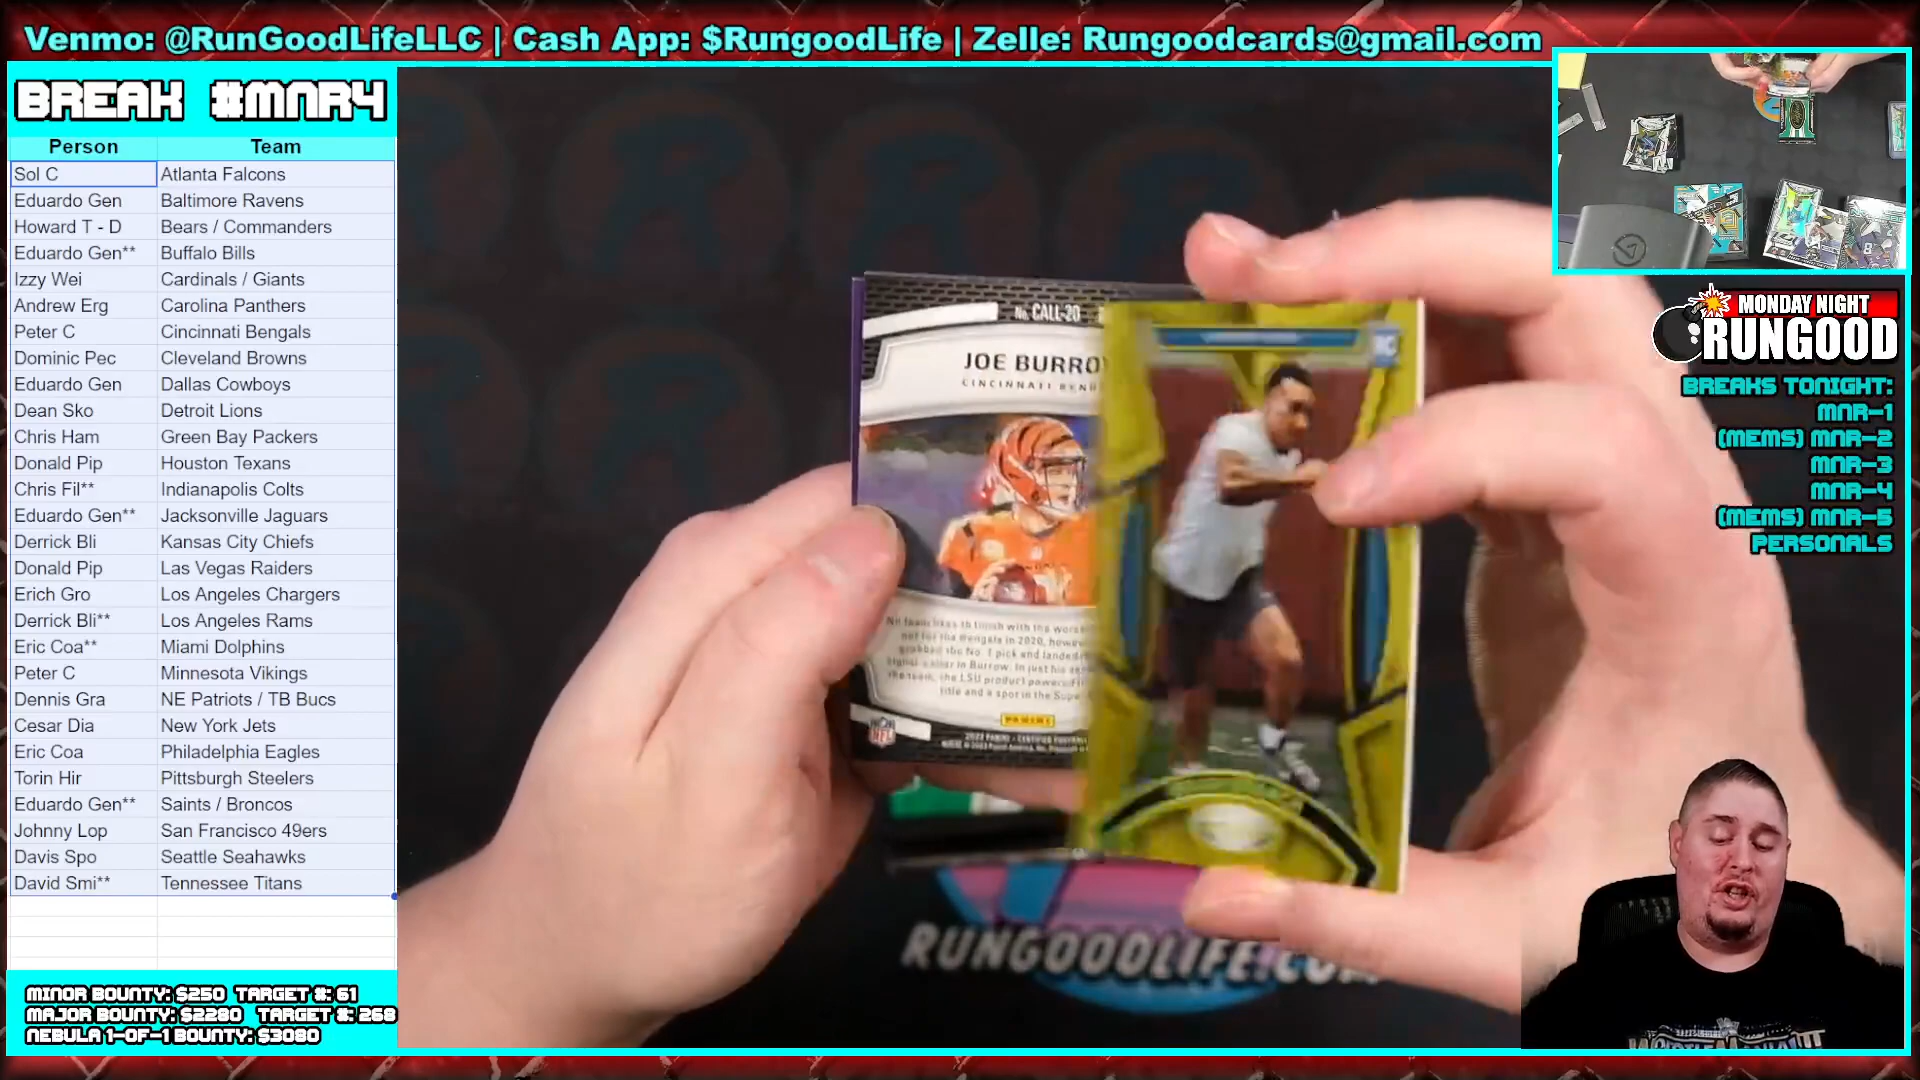 Venmo: @RunGoodLifeLLC | Cash App: $RungoodLife | Zelle: Rungoodcards@gmail.com
BREAK #MNR4
Person Team
Sol C Atlanta Falcons
Eduardo Gen Baltimore Ravens
Howard T - D Bears / Commanders
Eduardo Gen** Buffalo Bills
Izzy Wei Cardinals / Giants
Andrew Erg Carolina Panthers
Peter C Cincinnati Bengals
Dominic Pec Cleveland Browns
Eduardo Gen Dallas Cowboys
Dean Sko Detroit Lions
Chris Ham Green Bay Packers
Donald Pip Houston Texans
Chris Fil** Indianapolis Colts
Eduardo Gen** Jacksonville Jaguars
Derrick Bli Kansas City Chiefs
Donald Pip Las Vegas Raiders
Erich Gro Los Angeles Chargers
Derrick Bli** Los Angeles Rams
Eric Coa** Miami Dolphins
Peter C Minnesota Vikings
Dennis Gra NE Patriots / TB Bucs
Cesar Dia New York Jets
Eric Coa Philadelphia Eagles
Torin Hir Pittsburgh Steelers
Eduardo Gen** Saints / Broncos
Johnny Lop San Francisco 49ers
Davis Spo Seattle Seahawks
David Smi** Tennessee Titans
MINOR BOUNTY: $250 TARGET #: 61
MAJOR BOUNTY: $2280 TARGET #: 268
NEBULA 1-OF-1 BOUNTY: $3080
No. CALL-20
JOE BURRO
CINCINNATI BENG
PANINI
NFL
RUNGOODLIFE.COM
MONDAY NIGHT
RUNGOOD
BREAKS TONIGHT:
MNR-1
(MEMS) MNR-2
MNR-3
MNR-4
(MEMS) MNR-5
PERSONALS